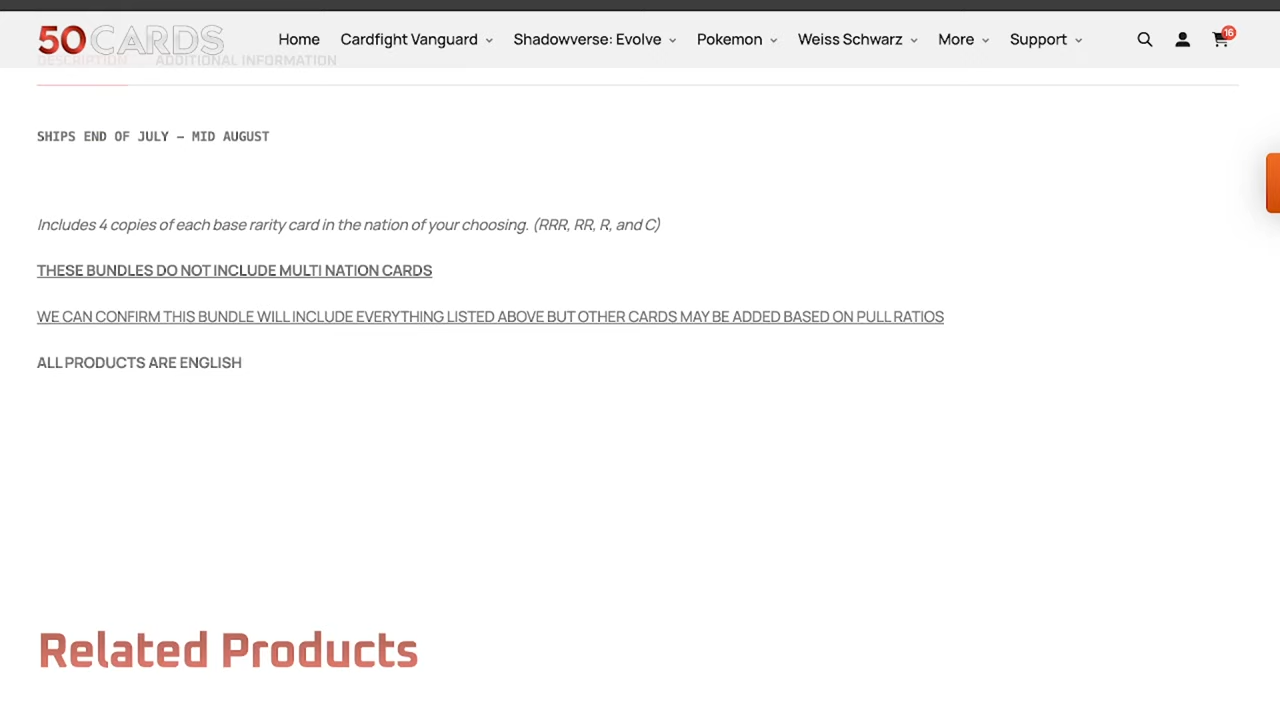 50CARDS
Home Cardfight Vanguard Shadowverse: Evolve Pokemon Weiss Schwarz More Support 16
DESCRIPTION ADDITIONAL INFORMATION
SHIPS END OF JULY – MID AUGUST
Includes 4 copies of each base rarity card in the nation of your choosing. (RRR, RR, R, and C)
THESE BUNDLES DO NOT INCLUDE MULTI NATION CARDS
WE CAN CONFIRM THIS BUNDLE WILL INCLUDE EVERYTHING LISTED ABOVE BUT OTHER CARDS MAY BE ADDED BASED ON PULL RATIOS
ALL PRODUCTS ARE ENGLISH
Related Products